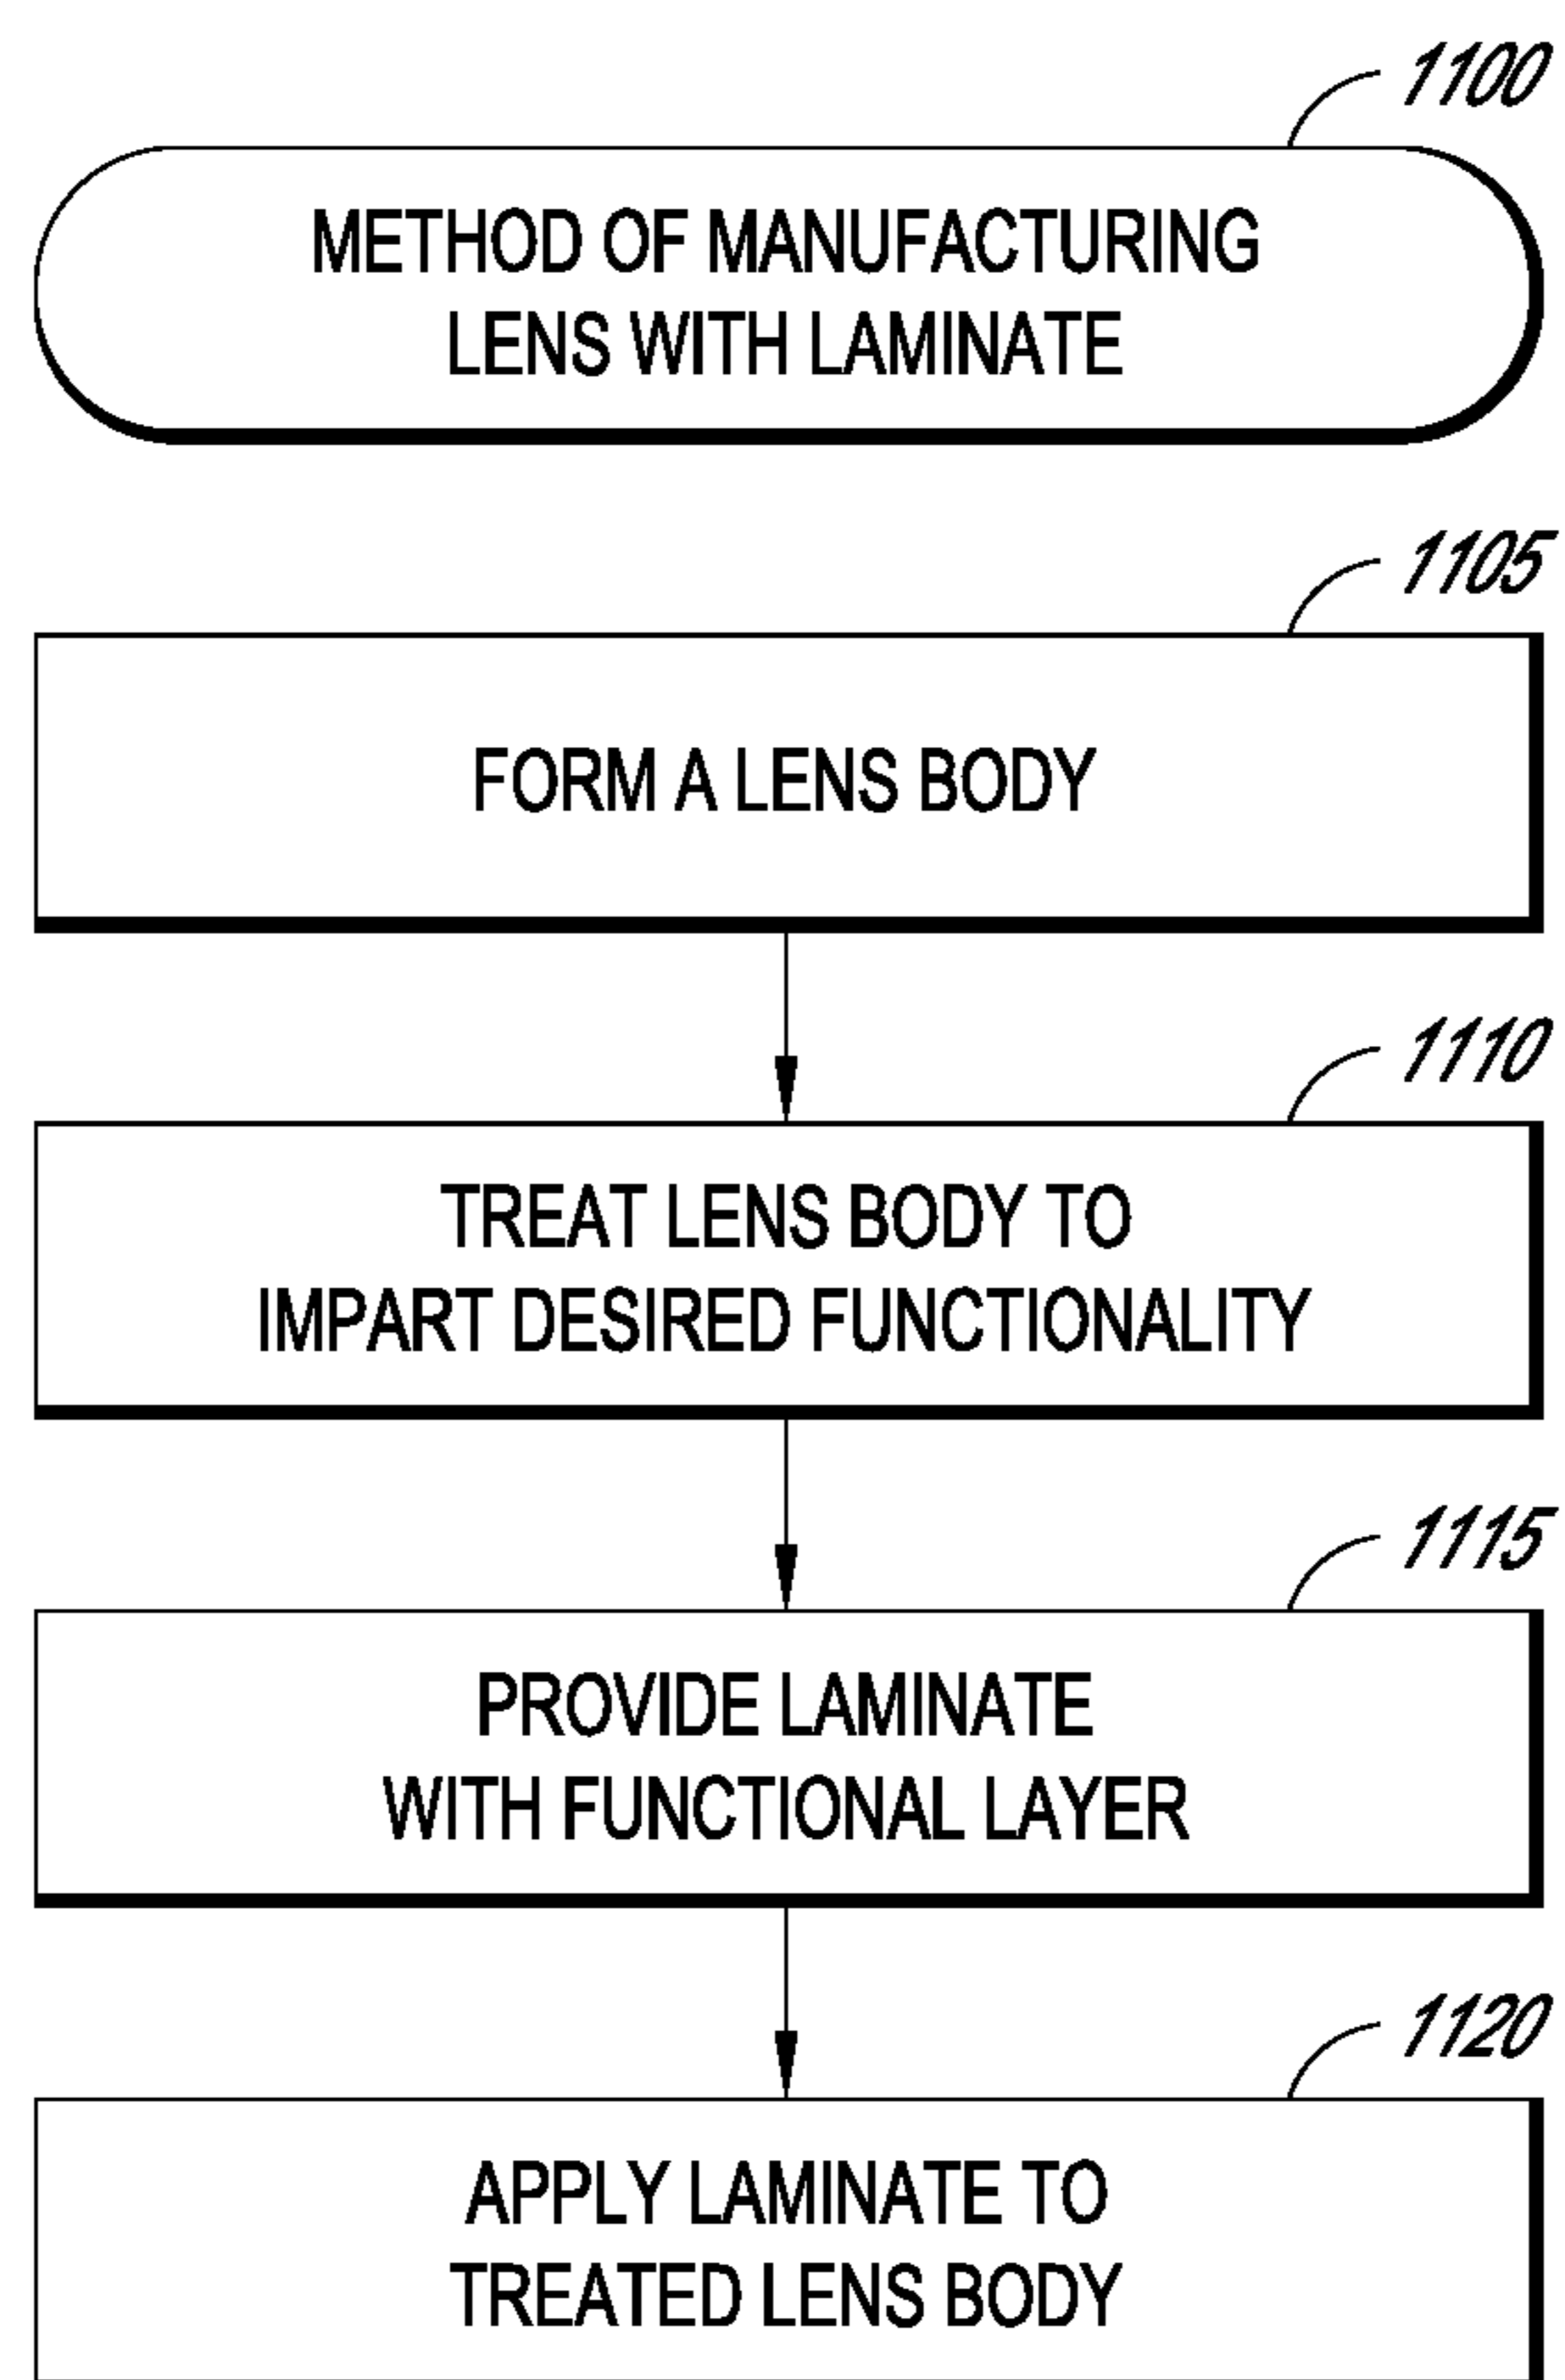 1100
METHOD OF MANUFACTURING
LENS WITH LAMINATE
1105
FORM A LENS BODY
1110
TREAT LENS BODY TO
IMPART DESIRED FUNCTIONALITY
1115
PROVIDE LAMINATE
WITH FUNCTIONAL LAYER
1120
APPLY LAMINATE TO
TREATED LENS BODY